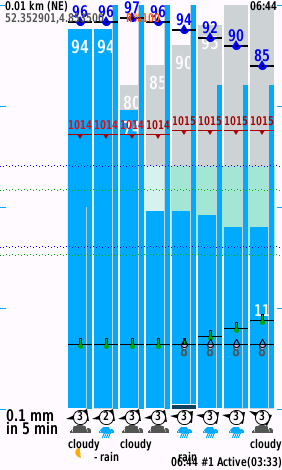 0.01 km (NE) 96 96 97 96 06:44
94 92 90 85
94 94 80 85 90 95
1014 1014 1014 1014 1015 1015 1015 1015
11
8 8 8 8
0.1 mm
in 5 min
3 2 3 3 3 3 3 3
cloudy cloudy cloudy
- rain rain
06:44 #1 Active(03:33)